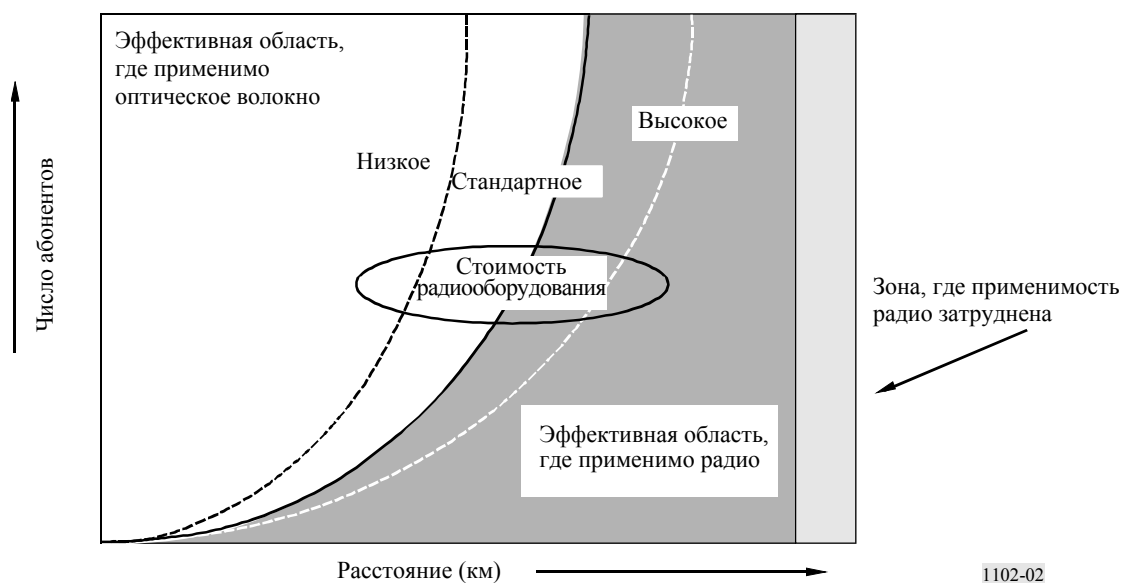 Эффективная область,
где применимо
оптическое волокно
Высокое
Низкое
Стандартное
Стоимость
радиооборудования
Число абонентов
Зона, где применимость
радио затруднена
Эффективная область,
где применимо радио
Расстояние (км)
1102-02